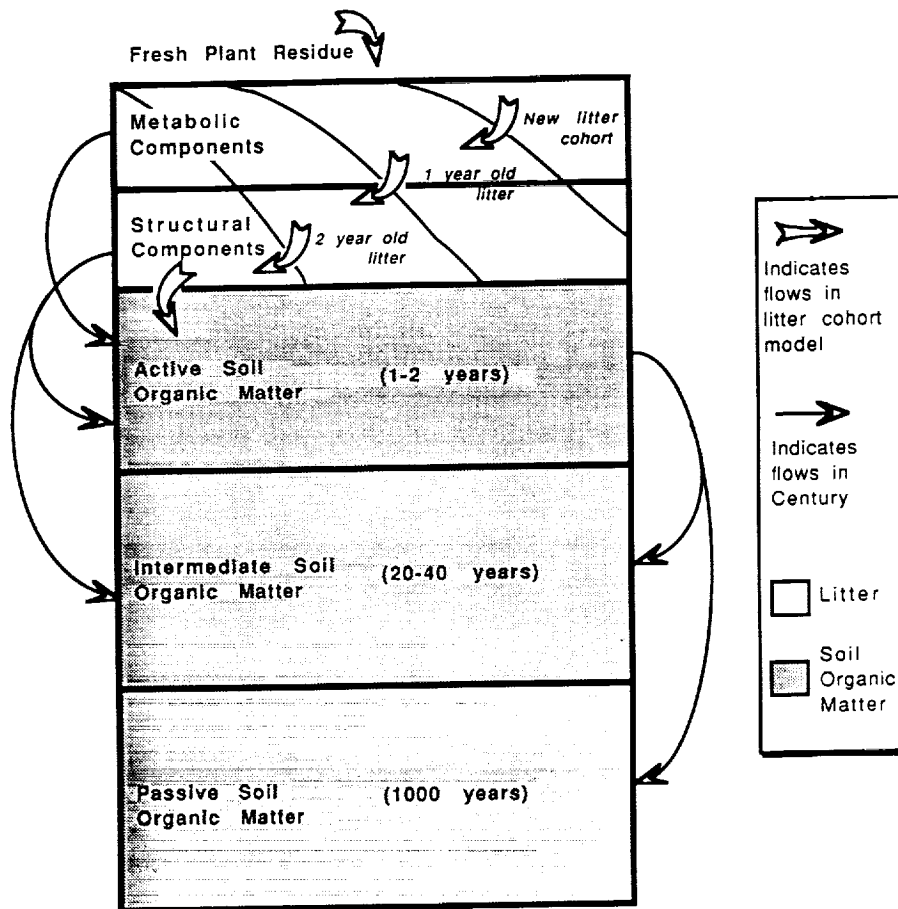 Fresh Plant Residue
Metabolic
Components
New litter
cohort
1 year old
litter
Structural
Components
2 year old
litter
Active Soil
Organic Matter
(1-2 years)
Intermediate Soil
Organic Matter
(20-40 years)
Passive Soil
Organic Matter
(1000 years)
Indicates
flows in
litter cohort
model
Indicates
flows in
Century
Litter
Soil
Organic
Matter